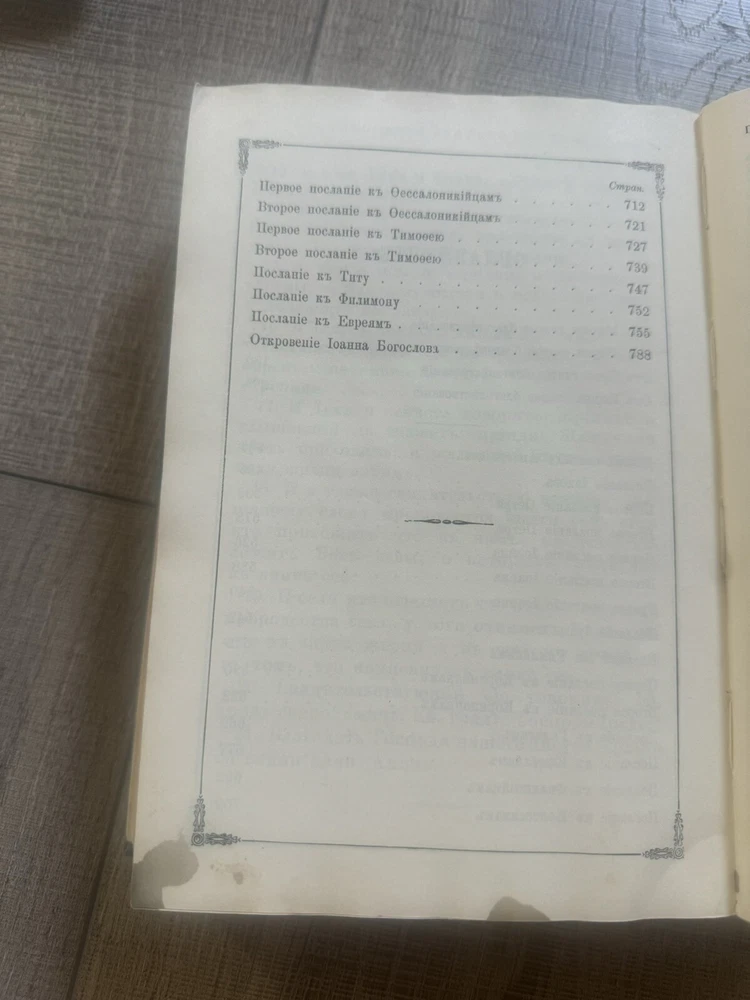 Стран.
Первое посланіе къ Ѳессалоникійцамъ . . . . . . 712
Второе посланіе къ Ѳессалоникійцамъ . . . . . . 721
Первое посланіе къ Тимоѳею . . . . . . . . 727
Второе посланіе къ Тимоѳею . . . . . . . . 739
Посланіе къ Титу . . . . . . . . . . . 747
Посланіе къ Филимону . . . . . . . . . . 752
Посланіе къ Евреямъ . . . . . . . . . . 755
Откровеніе Іоанна Богослова . . . . . . . . 788